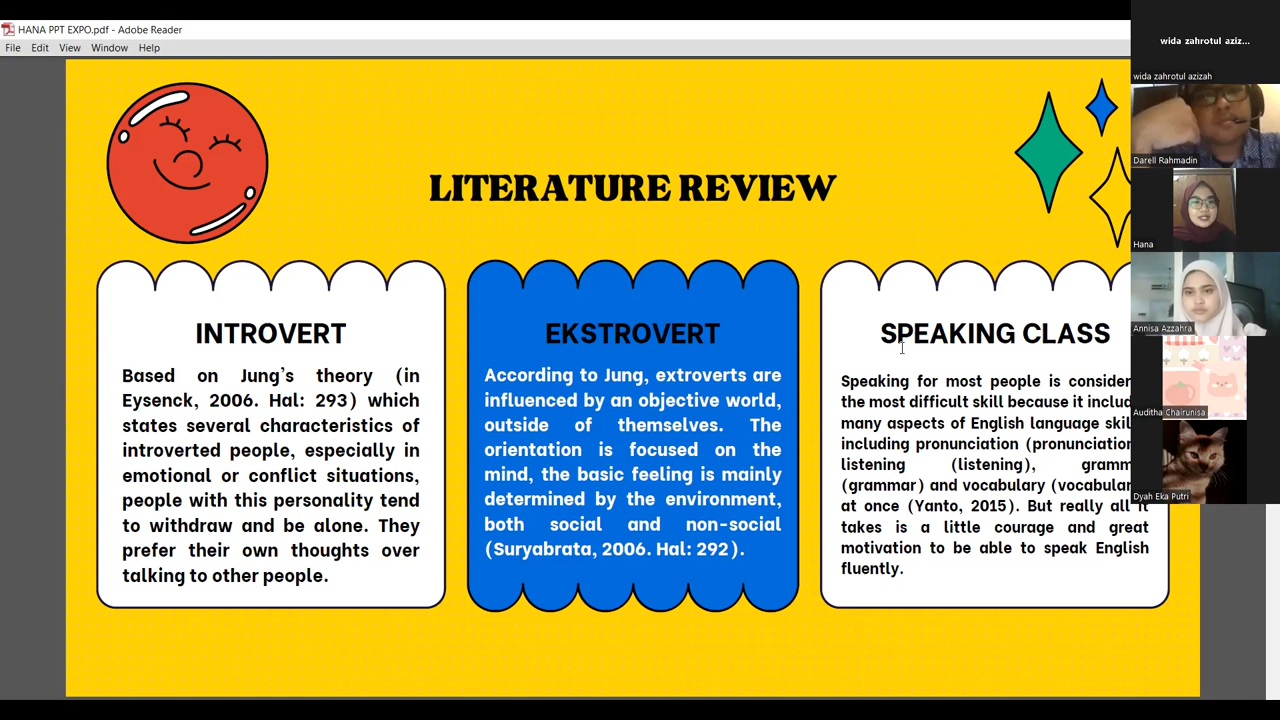 HANA PPT EXPO.pdf - Adobe Reader
File Edit View Window Help
LITERATURE REVIEW
INTROVERT
Based on Jung's theory (in
Eysenck, 2006. Hal: 293) which
states several characteristics of
introverted people, especially in
emotional or conflict situations,
people with this personality tend
to withdraw and be alone. They
prefer their own thoughts over
talking to other people.
EKSTROVERT
According to Jung, extroverts are
influenced by an objective world,
outside of themselves. The
orientation is focused on the
mind, the basic feeling is mainly
determined by the environment,
both social and non-social
(Suryabrata, 2006. Hal: 292).
SPEAKING CLASS
Speaking for most people is consider
the most difficult skill because it includ
many aspects of English language skil
including pronunciation (pronunciation
listening (listening), gramm
(grammar) and vocabulary (vocabular
at once (Yanto, 2015). But really all it
takes is a little courage and great
motivation to be able to speak English
fluently.
wida zahrotul aziz...
wida zahrotul azizah
Darell Rahmadin
Hana
Annisa Azzahra
Auditha Chairunisa
Dyah Eka Putri